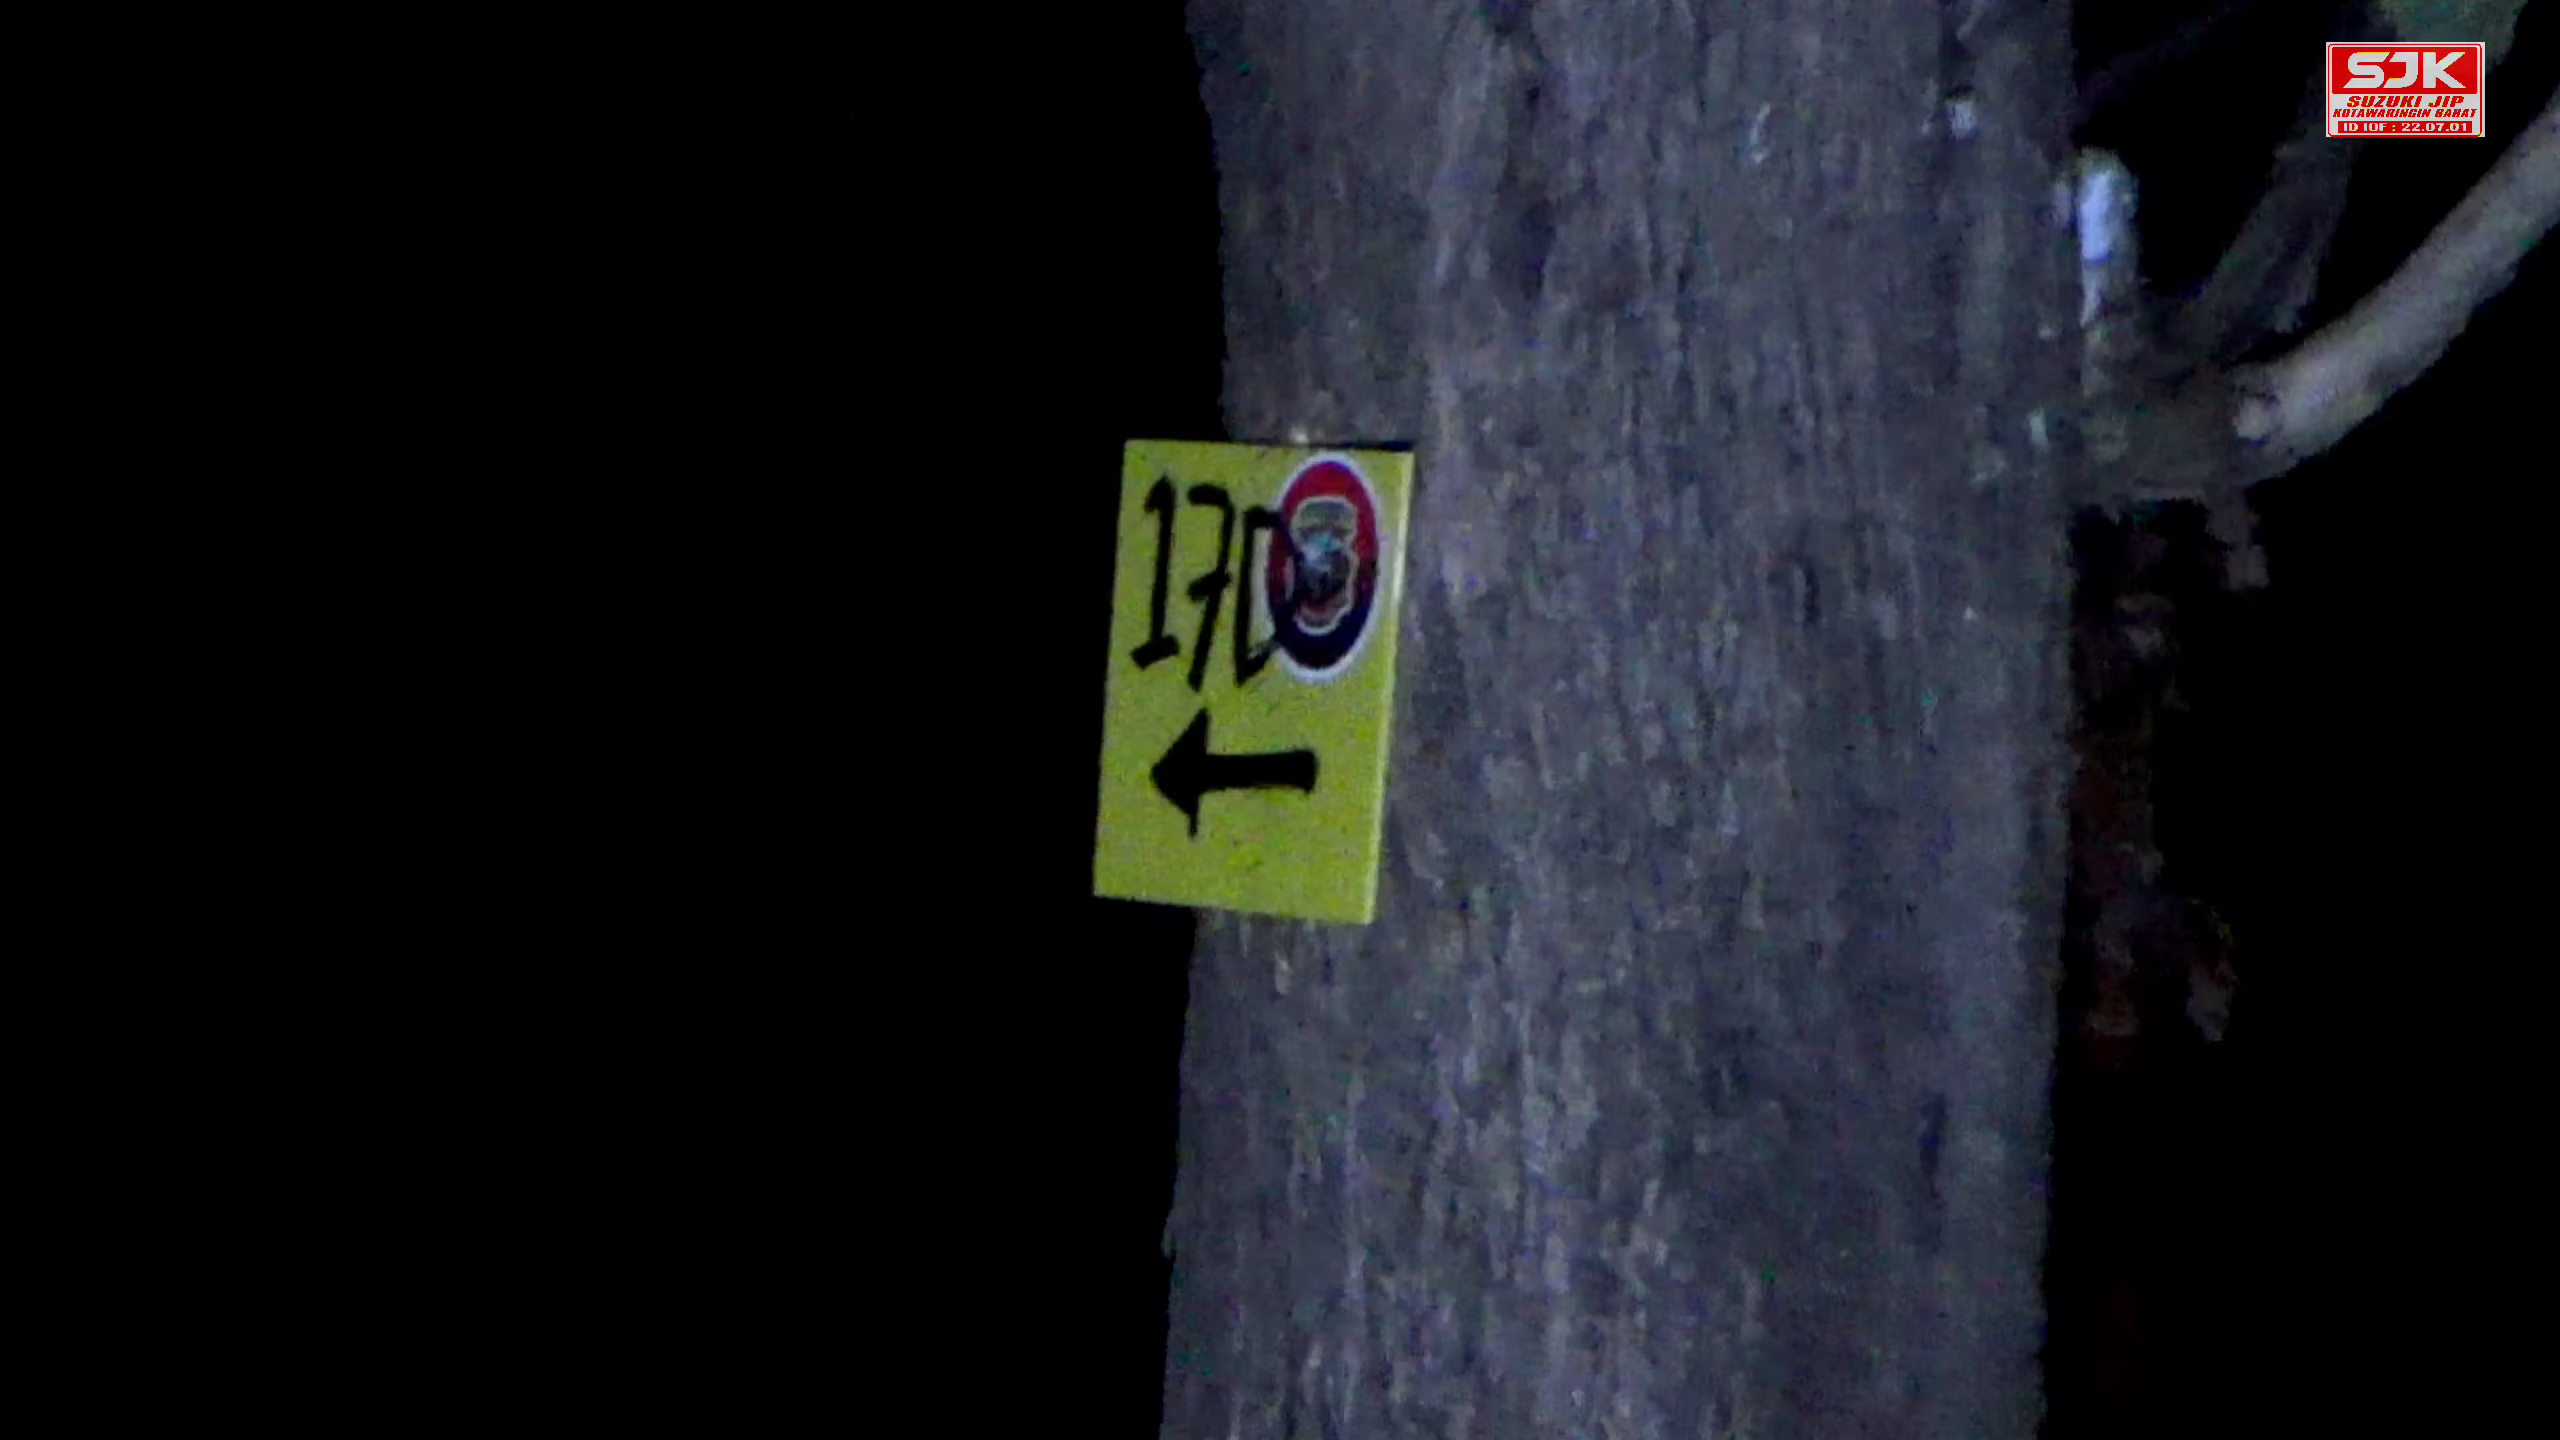 SJK
SUZUKI JIP
KOTAWARINGIN BARAT
ID IOF : 22.07.01
170